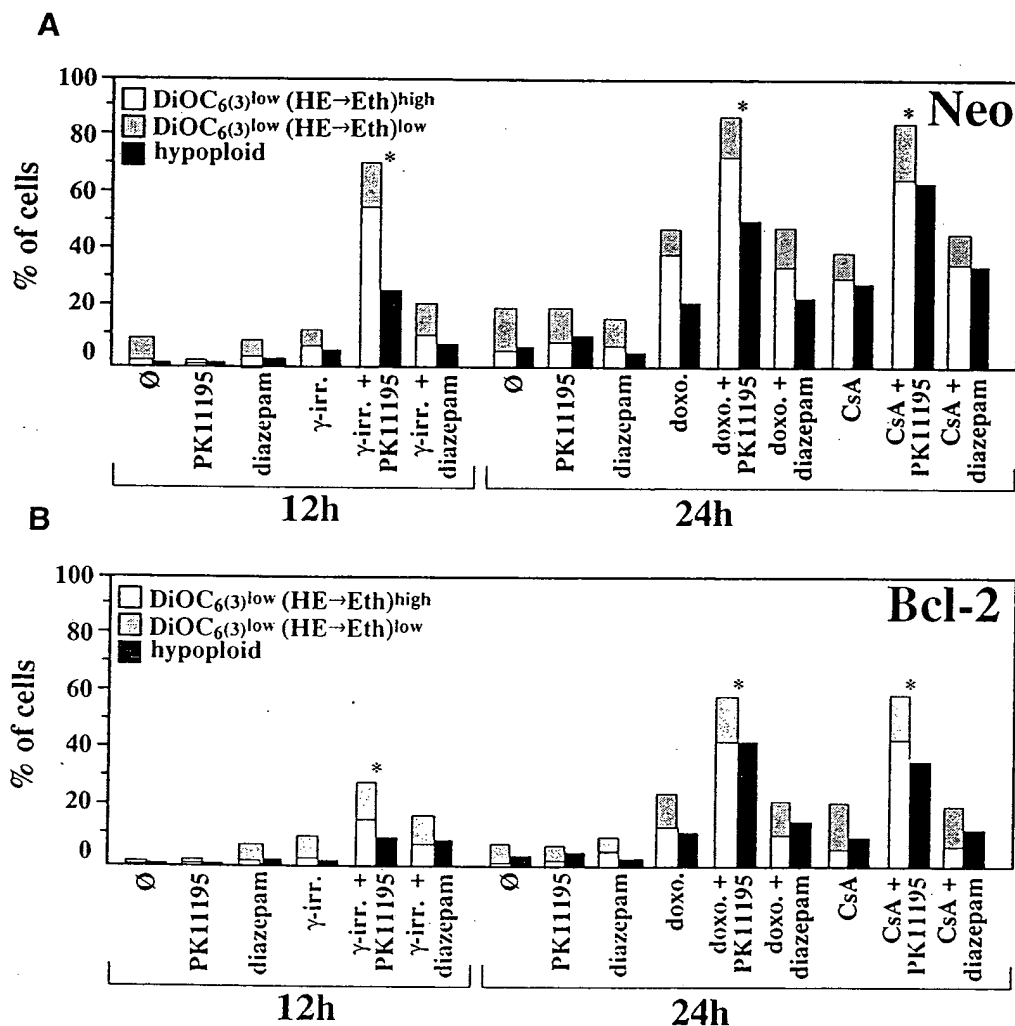 A
% of cells
100
80
60
40
20
0
DiOC6(3)low (HE→Eth)high
DiOC6(3)low (HE→Eth)low
hypoploid
Neo
*
*
*
Ø
PK11195
diazepam
γ-irr.
γ-irr. +
PK11195
γ-irr. +
diazepam
Ø
PK11195
diazepam
doxo.
doxo. +
PK11195
doxo. +
diazepam
CsA
CsA +
PK11195
CsA +
diazepam
12h
24h
B
% of cells
100
80
60
40
20
0
DiOC6(3)low (HE→Eth)high
DiOC6(3)low (HE→Eth)low
hypoploid
Bcl-2
*
*
*
Ø
PK11195
diazepam
γ-irr.
γ-irr. +
PK11195
γ-irr. +
diazepam
Ø
PK11195
diazepam
doxo.
doxo. +
PK11195
doxo. +
diazepam
CsA
CsA +
PK11195
CsA +
diazepam
12h
24h